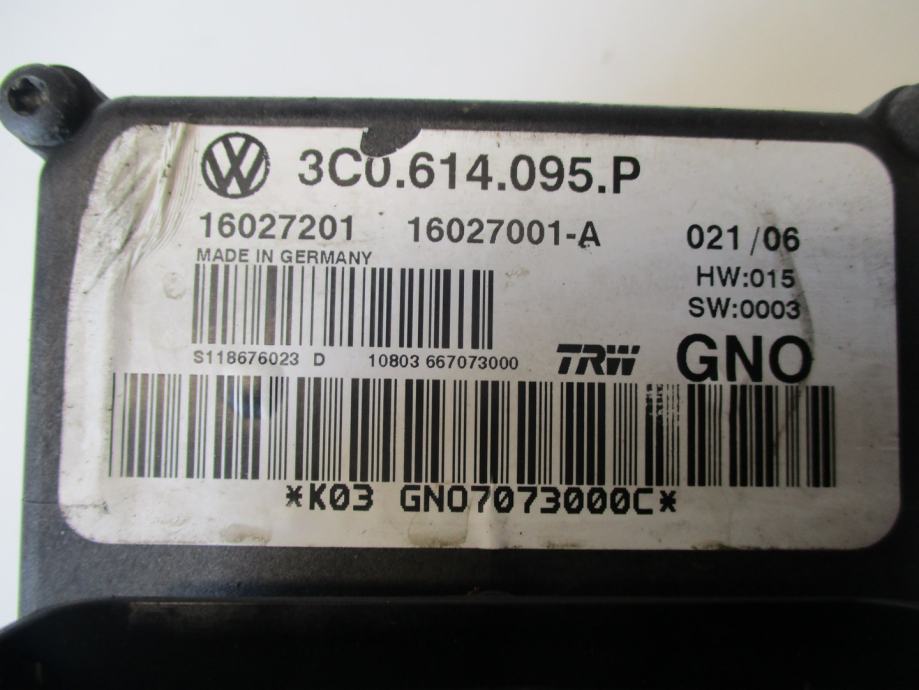 3C0.614.095.P
16027201 16027001-A 021/06
MADE IN GERMANY HW:015
SW:0003
S118676023 D 10803 667073000 TRW GNO
*K03 GNO7073000C*